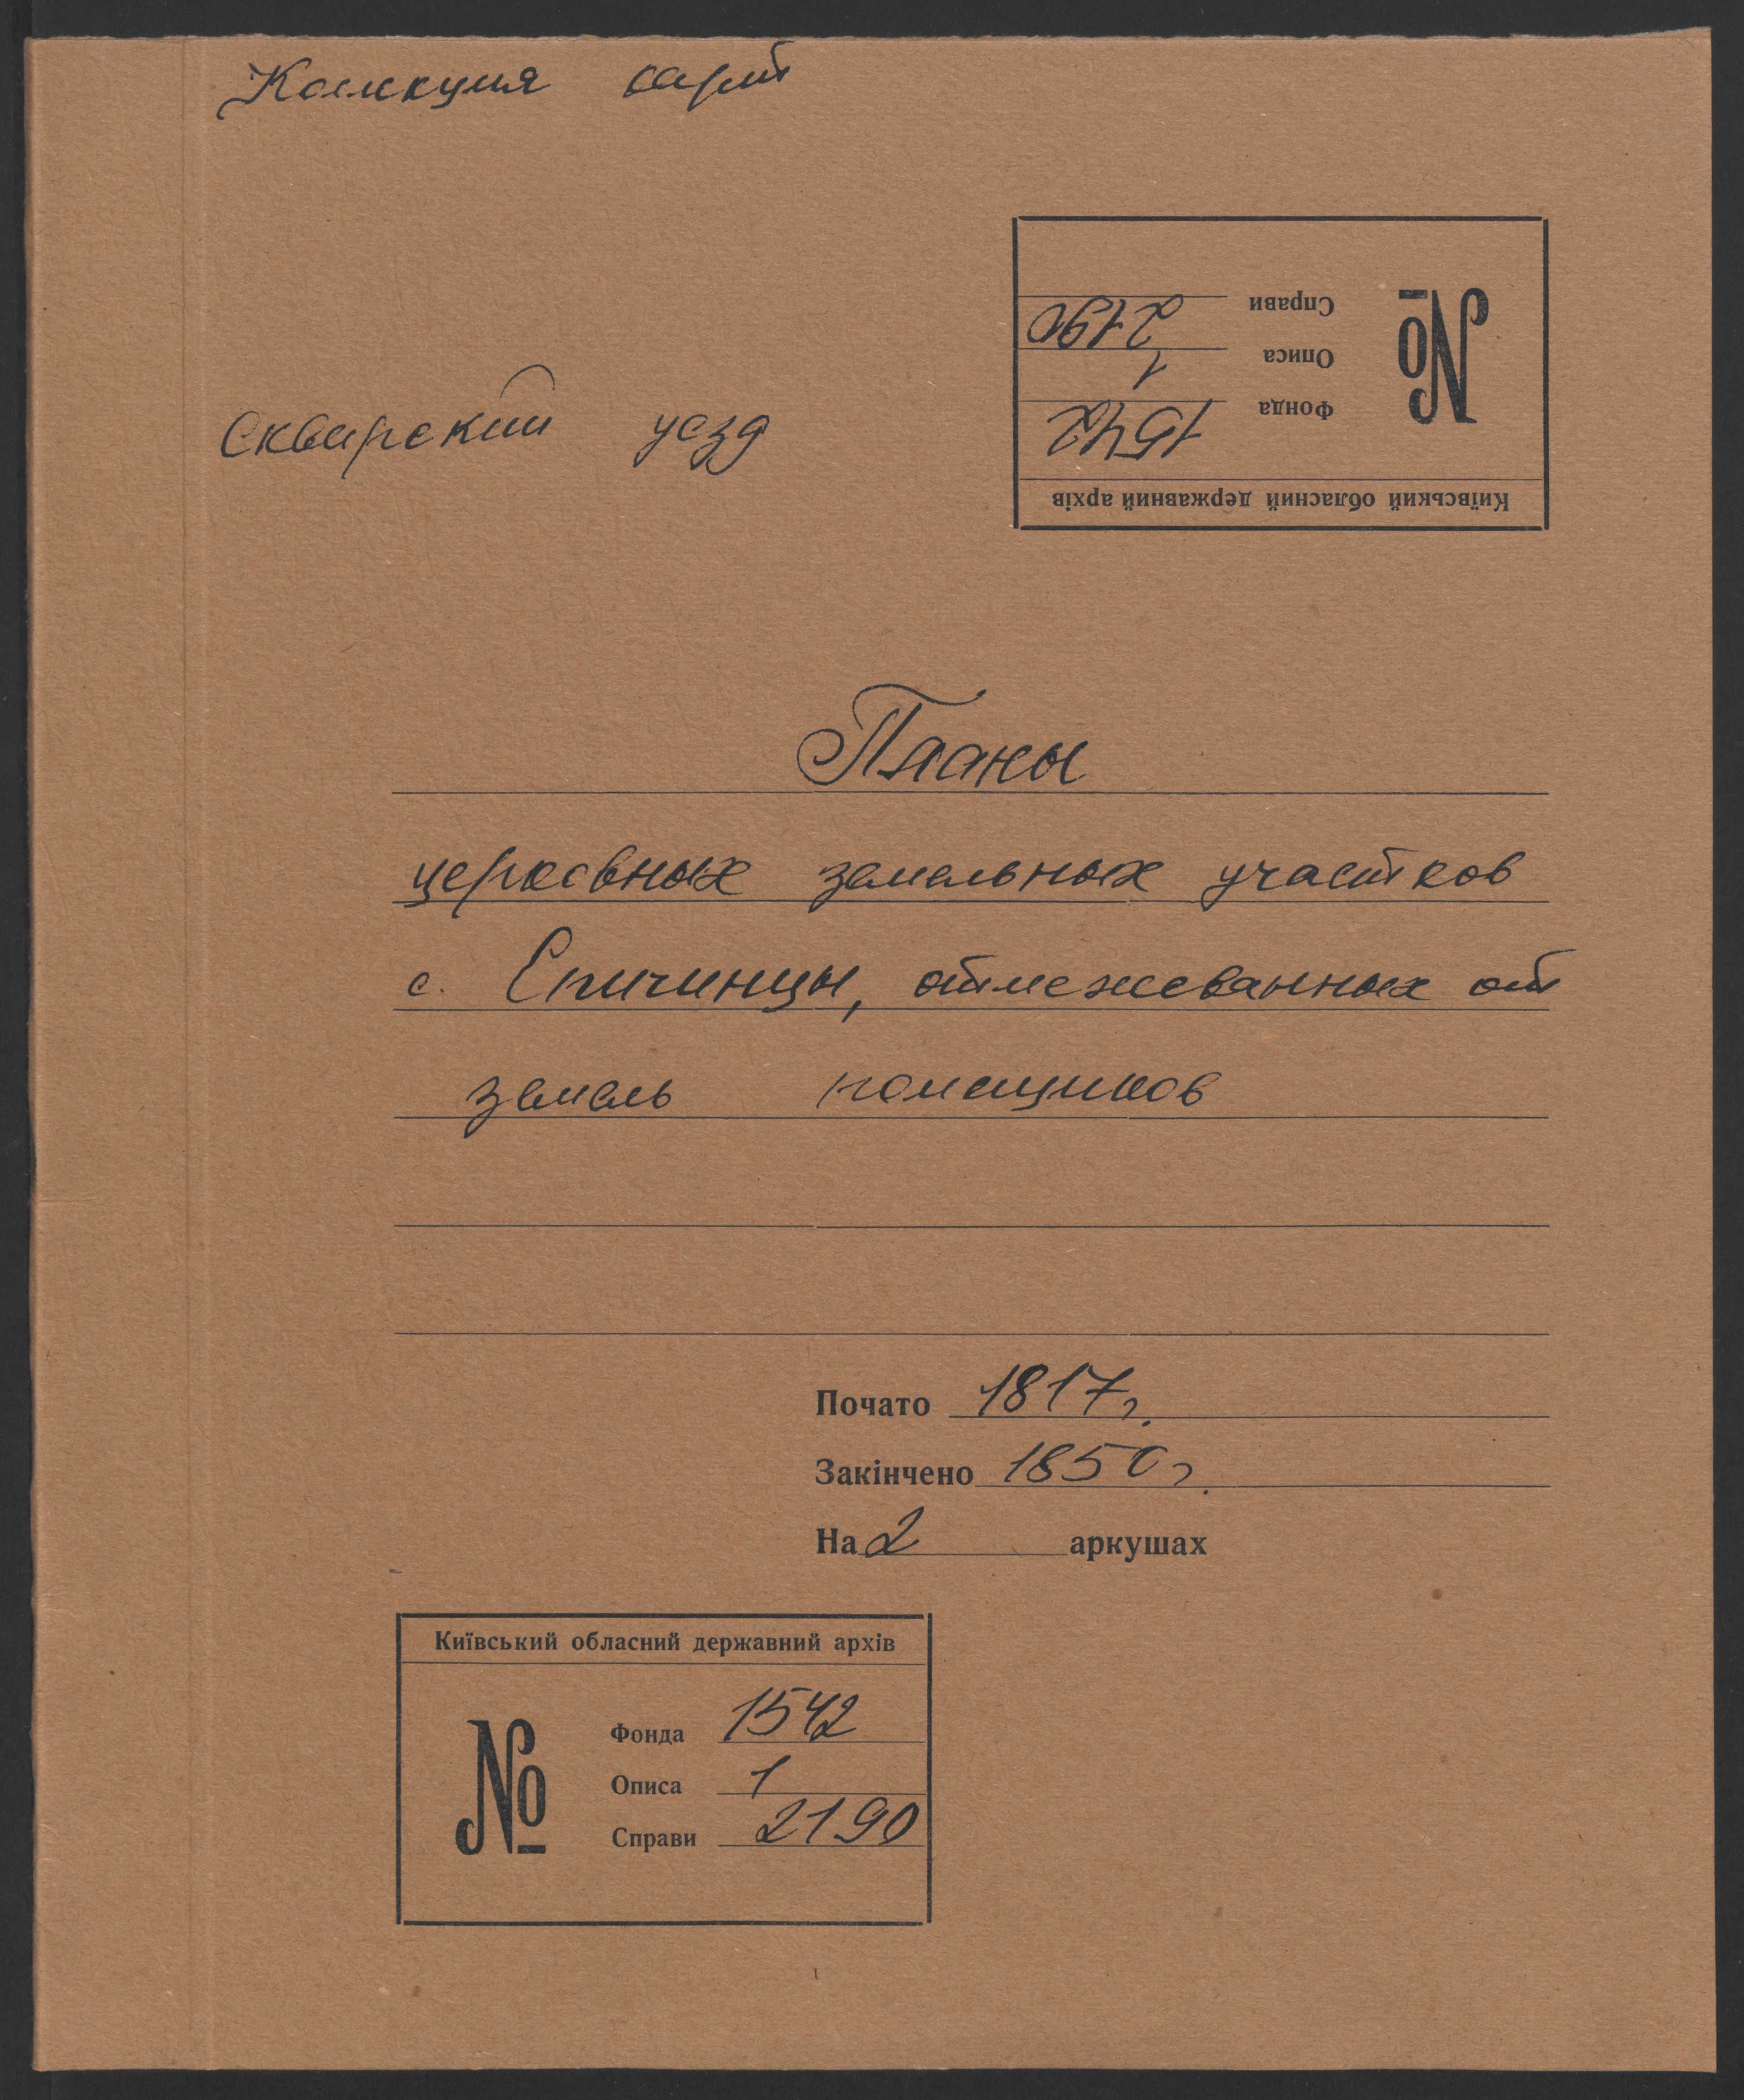 Коллекция карт
Справи 2190
Описа 1
Фонда 1542
№
Київський обласний державний архів
Сквирский уезд
Планы
церковных земельных участков
с. Епичинцы, отмежеванных от
земель помещиков
Почато 1817 г.
Закінчено 1850 г.
На 2 аркушах
Київський обласний державний архів
№
Фонда 1542
Описа 1
Справи 2190